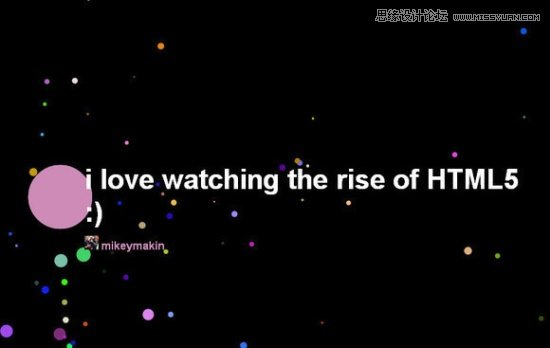 思缘设计论坛 WWW.MISSYUAN.COM
i love watching the rise of HTML5
:)
mikeymakin